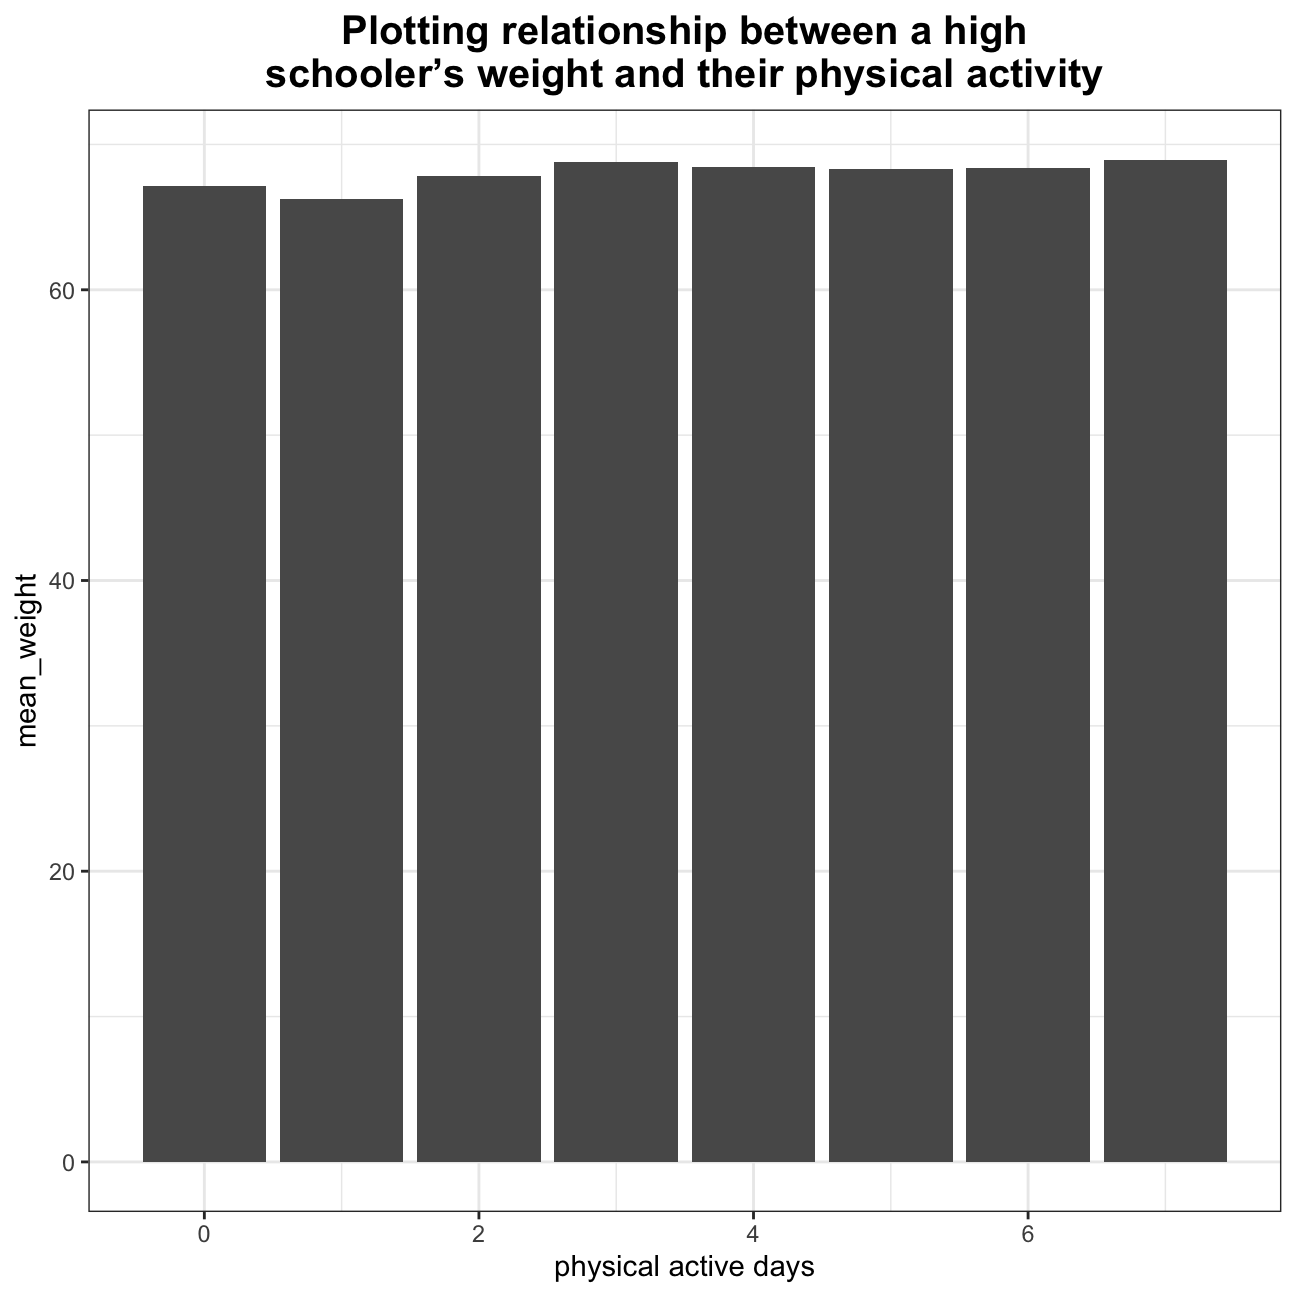 Plotting relationship between a high
schooler’s weight and their physical activity
60
40
20
0
mean_weight
0 2 4 6
physical active days